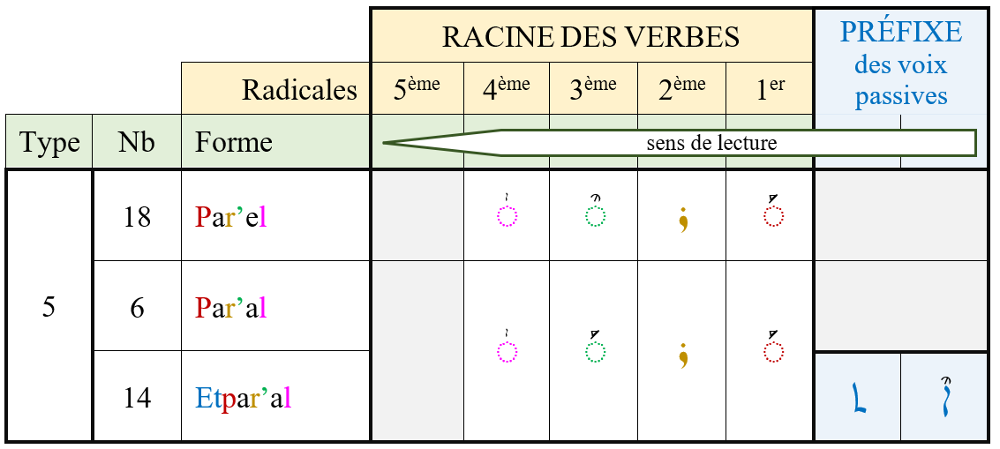 RACINE DES VERBES
PRÉFIXE
des voix
passives
Radicales 5ème 4ème 3ème 2ème 1er
Type Nb Forme sens de lecture
18 Par’el
5 6 Par’al
14 Etpar’al